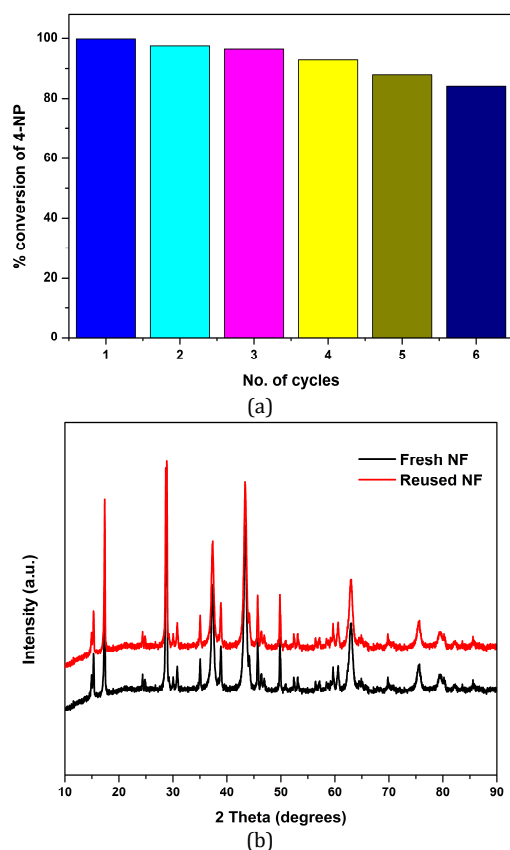 100
80
60
40
20
0
% conversion of 4-NP
1 2 3 4 5 6
No. of cycles
(a)
Fresh NF
Reused NF
Intensity (a.u.)
10 20 30 40 50 60 70 80 90
2 Theta (degrees)
(b)